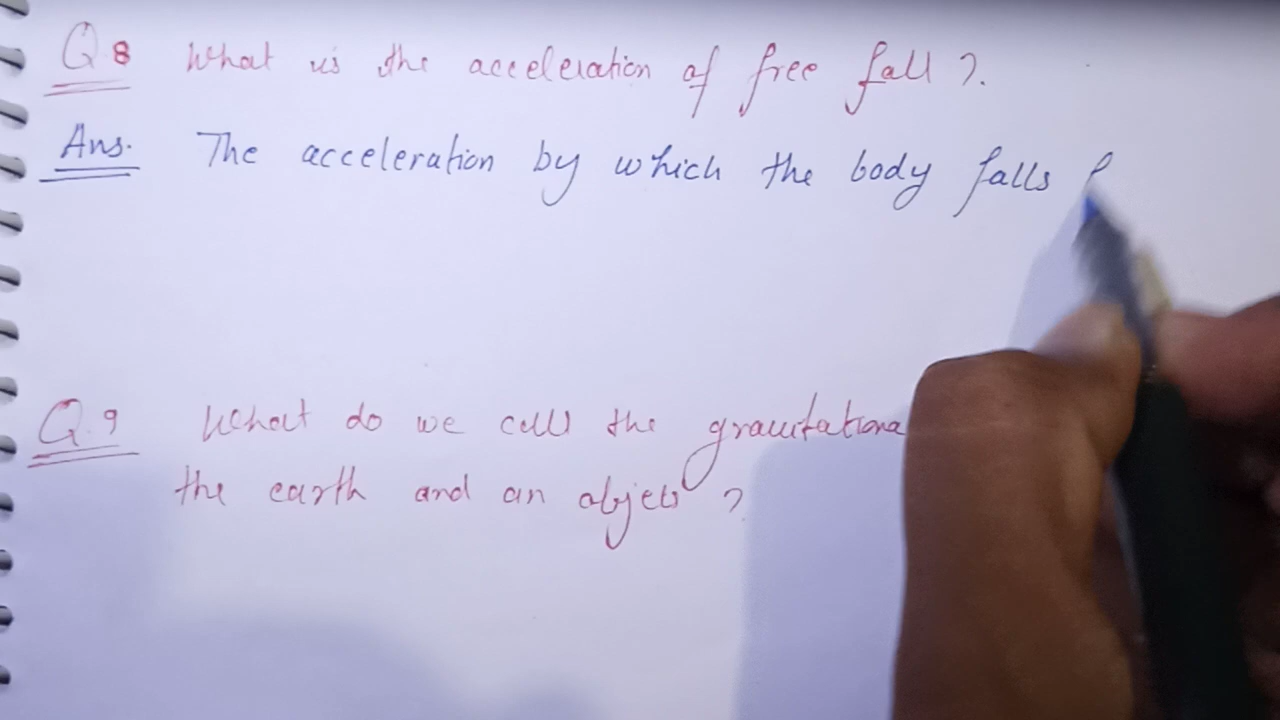 Q.8 What is the acceleration of free fall ?.
Ans. The acceleration by which the body falls f
Q.9 What do we call the gravitationa
the earth and an object ?